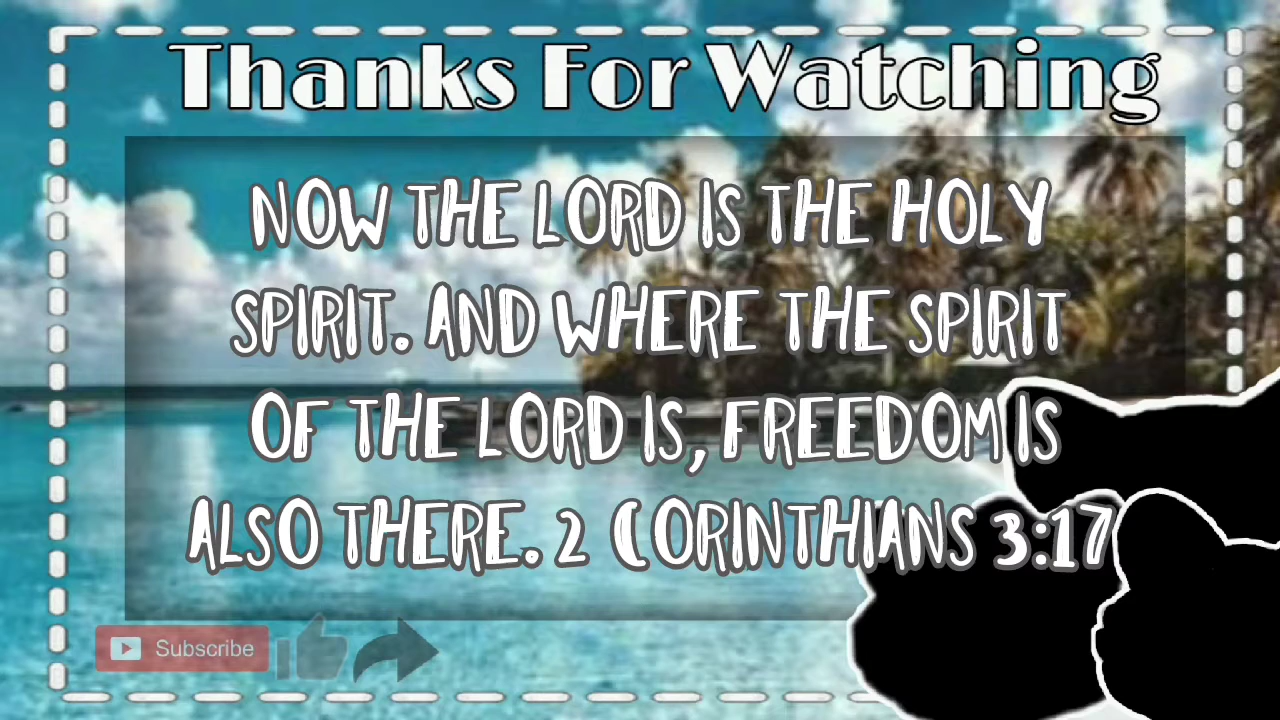 Thanks For Watching
NOW THE LORD IS THE HOLY
SPIRIT. AND WHERE THE SPIRIT
OF THE LORD IS, FREEDOM IS
ALSO THERE. 2 CORINTHIANS 3:17
Subscribe